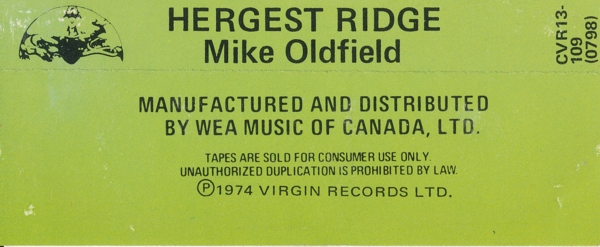 HERGEST RIDGE
Mike Oldfield
CVR13-
109
(0798)
MANUFACTURED AND DISTRIBUTED
BY WEA MUSIC OF CANADA, LTD.
TAPES ARE SOLD FOR CONSUMER USE ONLY.
UNAUTHORIZED DUPLICATION IS PROHIBITED BY LAW.
Ⓟ1974 VIRGIN RECORDS LTD.